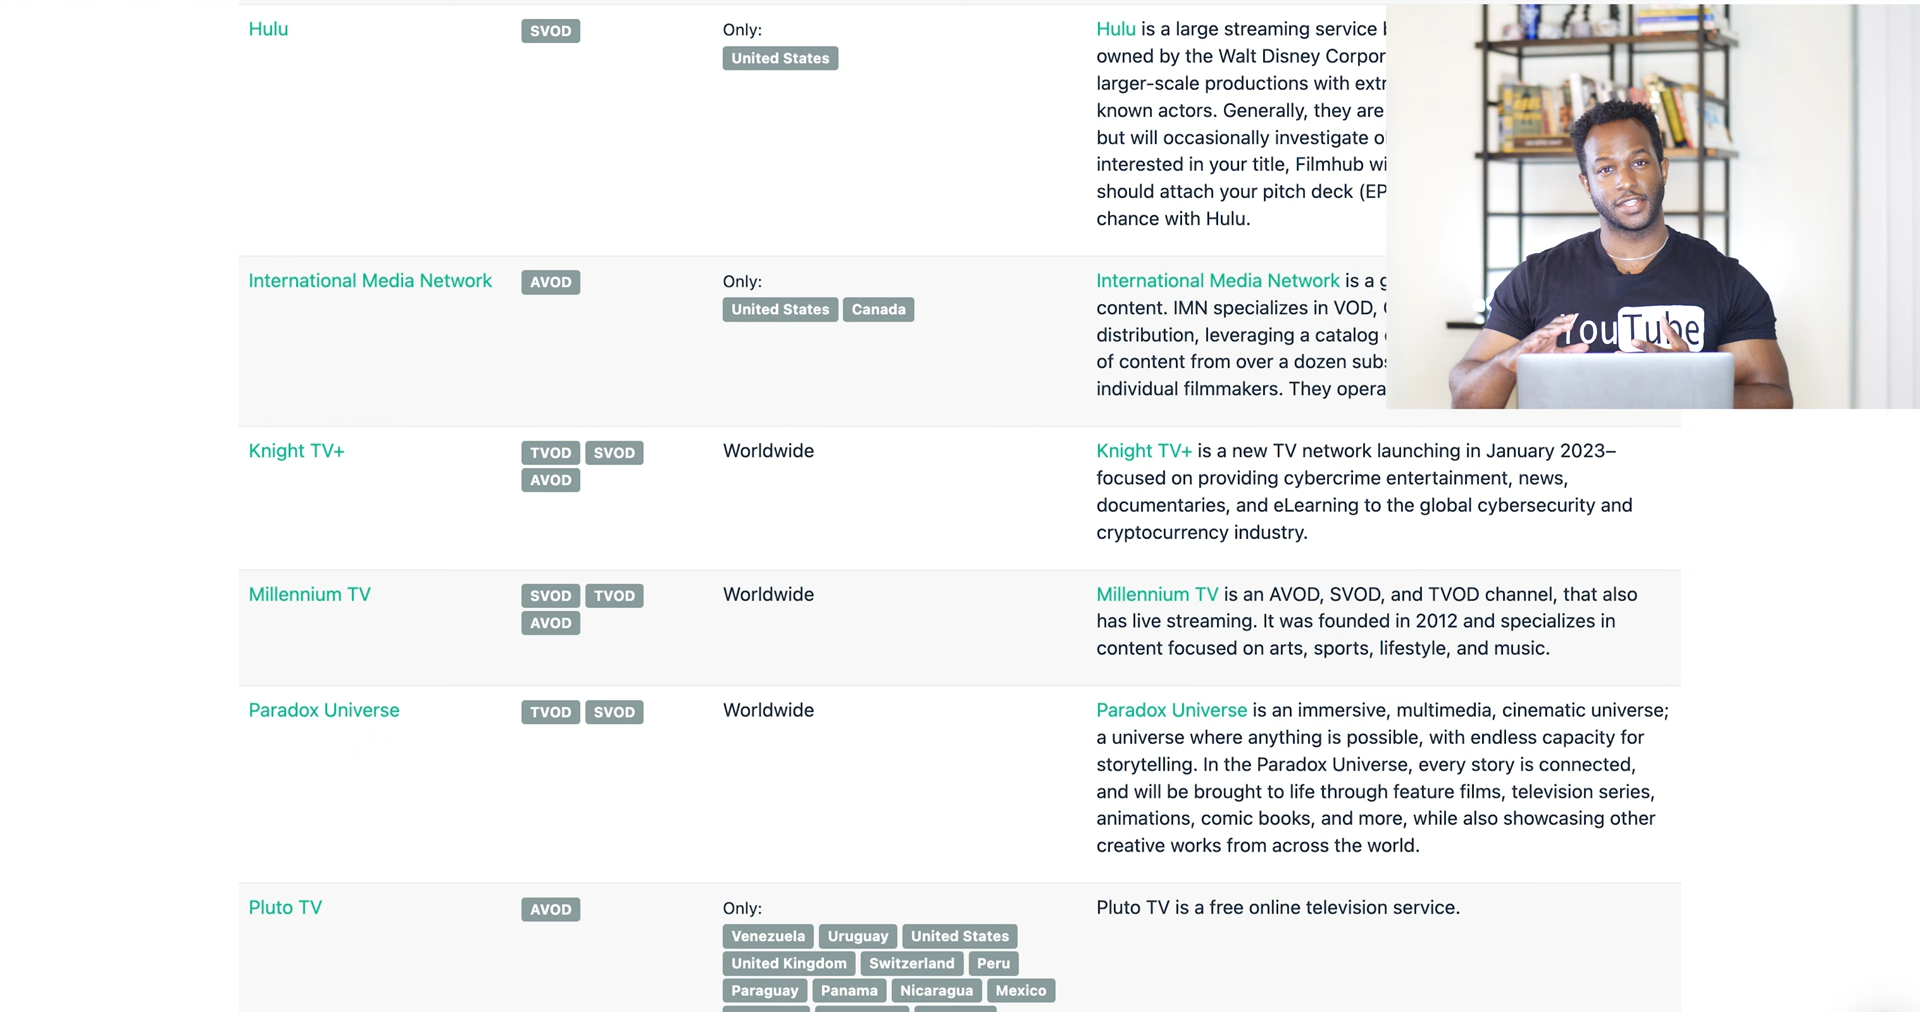 Hulu
SVOD
Only:
United States
Hulu is a large streaming service
owned by the Walt Disney
larger-scale productions with
known actors. Generally, they are
but will occasionally investigate
interested in your title, Filmhub
should attach your pitch deck
chance with Hulu.
YouTube
International Media Network
AVOD
Only:
United States Canada
International Media Network is a
content. IMN specializes in VOD,
distribution, leveraging a catalog
of content from over a dozen
individual filmmakers. They
Knight TV+
TVOD SVOD
AVOD
Worldwide
Knight TV+ is a new TV network launching in January 2023–
focused on providing cybercrime entertainment, news,
documentaries, and eLearning to the global cybersecurity and
cryptocurrency industry.
Millennium TV
SVOD TVOD
AVOD
Worldwide
Millennium TV is an AVOD, SVOD, and TVOD channel, that also
has live streaming. It was founded in 2012 and specializes in
content focused on arts, sports, lifestyle, and music.
Paradox Universe
TVOD SVOD
Worldwide
Paradox Universe is an immersive, multimedia, cinematic universe;
a universe where anything is possible, with endless capacity for
storytelling. In the Paradox Universe, every story is connected,
and will be brought to life through feature films, television series,
animations, comic books, and more, while also showcasing other
creative works from across the world.
Pluto TV
AVOD
Only:
Venezuela Uruguay United States
United Kingdom Switzerland Peru
Paraguay Panama Nicaragua Mexico
Pluto TV is a free online television service.